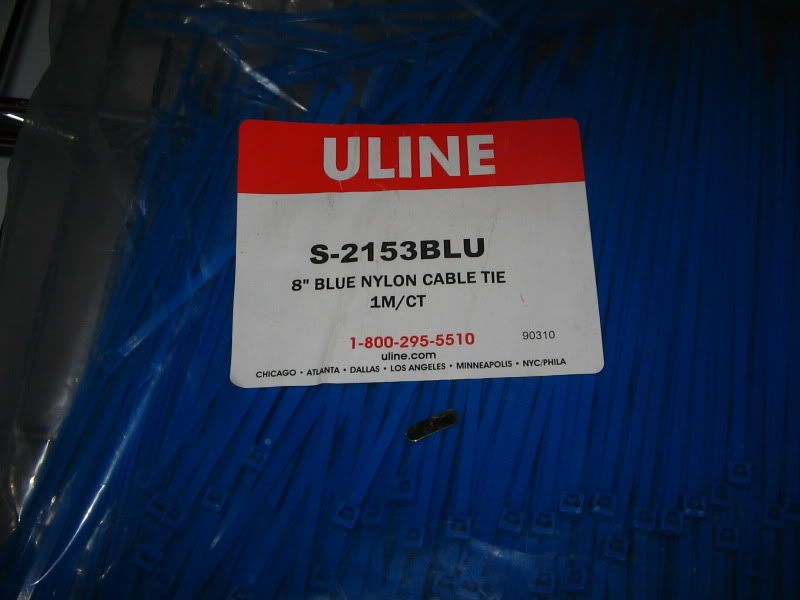 ULINE
S-2153BLU
8" BLUE NYLON CABLE TIE
1M/CT
1-800-295-5510
90310
uline.com
CHICAGO • ATLANTA • DALLAS • LOS ANGELES • MINNEAPOLIS • NYC/PHILA